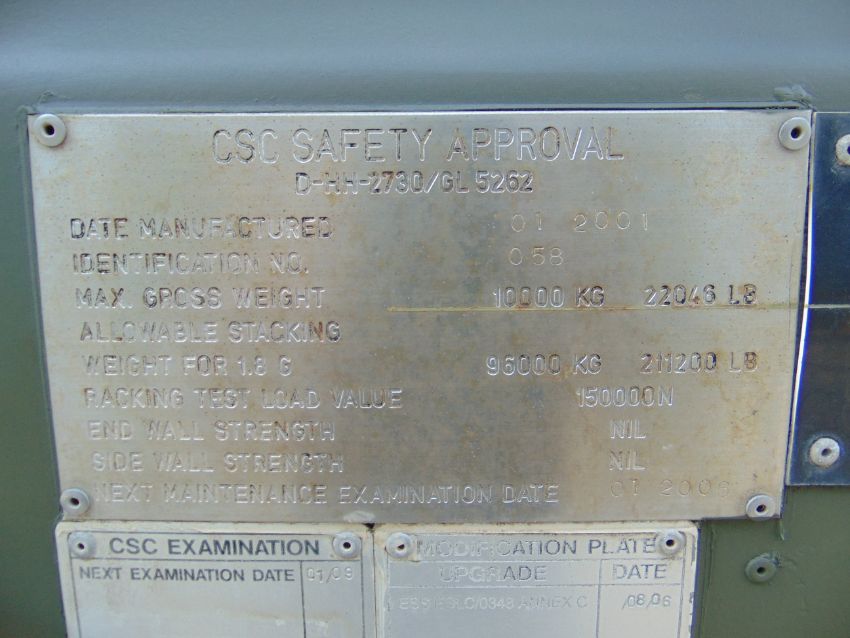 CSC SAFETY APPROVAL
D-HH-2730/GL 5262
DATE MANUFACTURED 01 2001
IDENTIFICATION NO. 058
MAX. GROSS WEIGHT 10000 KG 22046 LB
ALLOWABLE STACKING
WEIGHT FOR 1.8 G 96000 KG 211200 LB
RACKING TEST LOAD VALUE 150000N
END WALL STRENGTH NIL
SIDE WALL STRENGTH NIL
NEXT MAINTENANCE EXAMINATION DATE 01 2006
CSC EXAMINATION
NEXT EXAMINATION DATE 01/09
MODIFICATION PLATE
UPGRADE DATE
ANNEX C /08/06